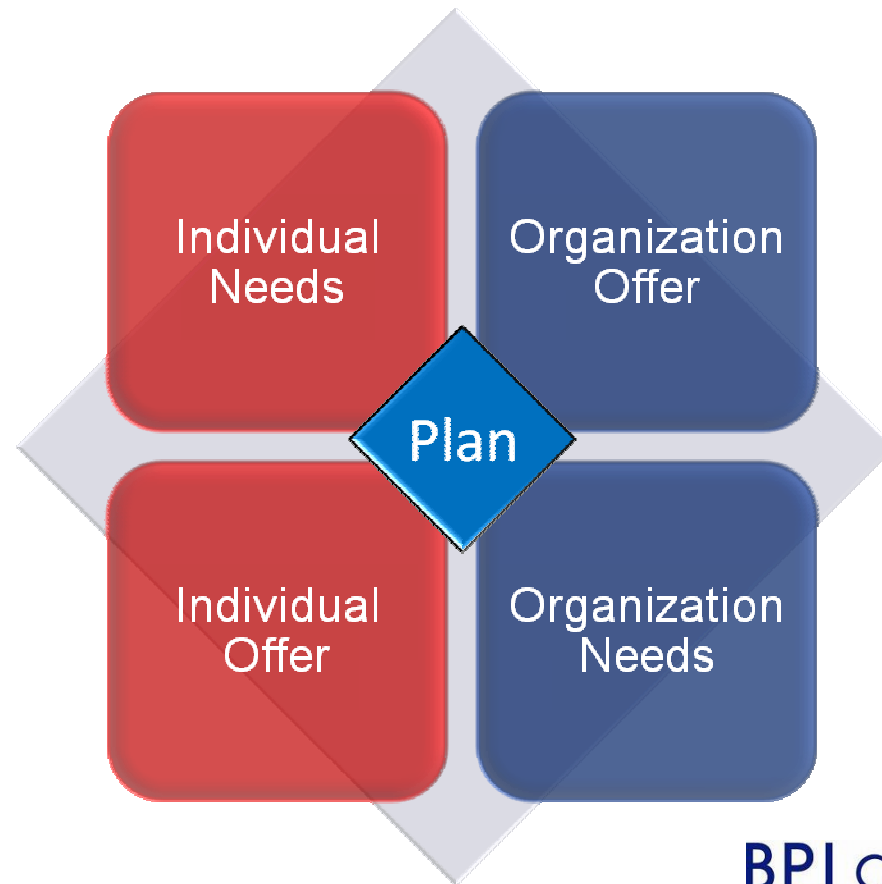 Individual
Needs
Organization
Offer
Plan
Individual
Offer
Organization
Needs
BPI